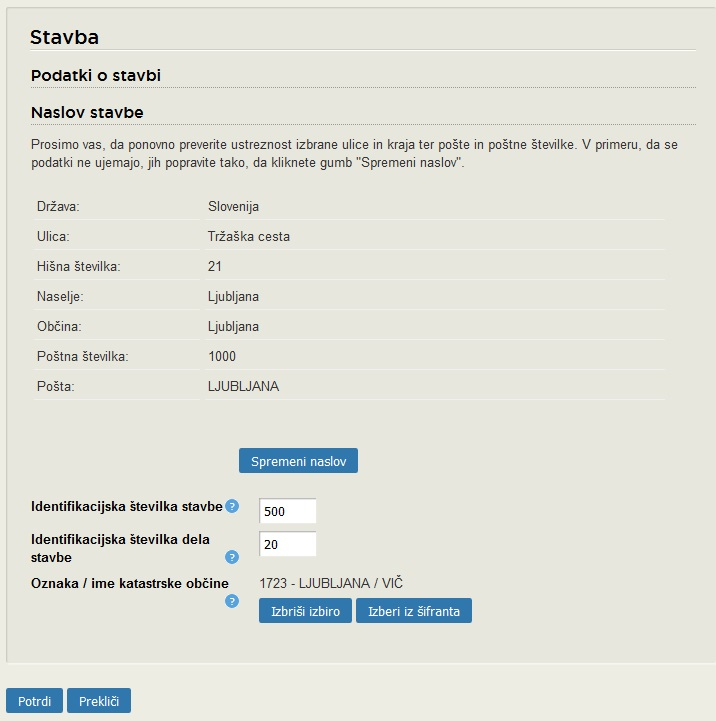 Stavba
Podatki o stavbi
Naslov stavbe
Prosimo vas, da ponovno preverite ustreznost izbrane ulice in kraja ter pošte in poštne številke. V primeru, da se
podatki ne ujemajo, jih popravite tako, da kliknete gumb "Spremeni naslov".
Država: Slovenija
Ulica: Tržaška cesta
Hišna številka: 21
Naselje: Ljubljana
Občina: Ljubljana
Poštna številka: 1000
Pošta: LJUBLJANA
Spremeni naslov
Identifikacijska številka stavbe ? 500
Identifikacijska številka dela
stavbe ? 20
Oznaka / ime katastrske občine 1723 - LJUBLJANA / VIČ
? Izbriši izbiro Izberi iz šifranta
Potrdi Prekliči